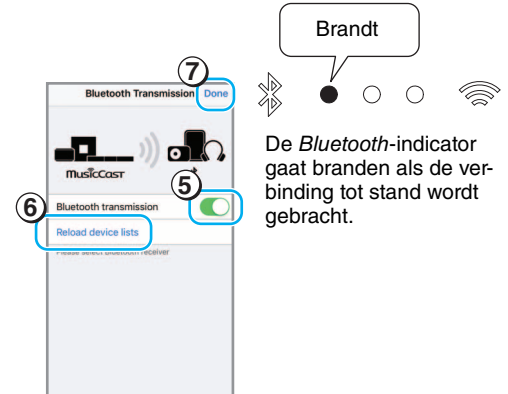 Brandt
7
Bluetooth Transmission Done
MusicCast
5
Bluetooth transmission
6
Reload device lists
Please select Bluetooth receiver
De Bluetooth-indicator
gaat branden als de ver-
binding tot stand wordt
gebracht.